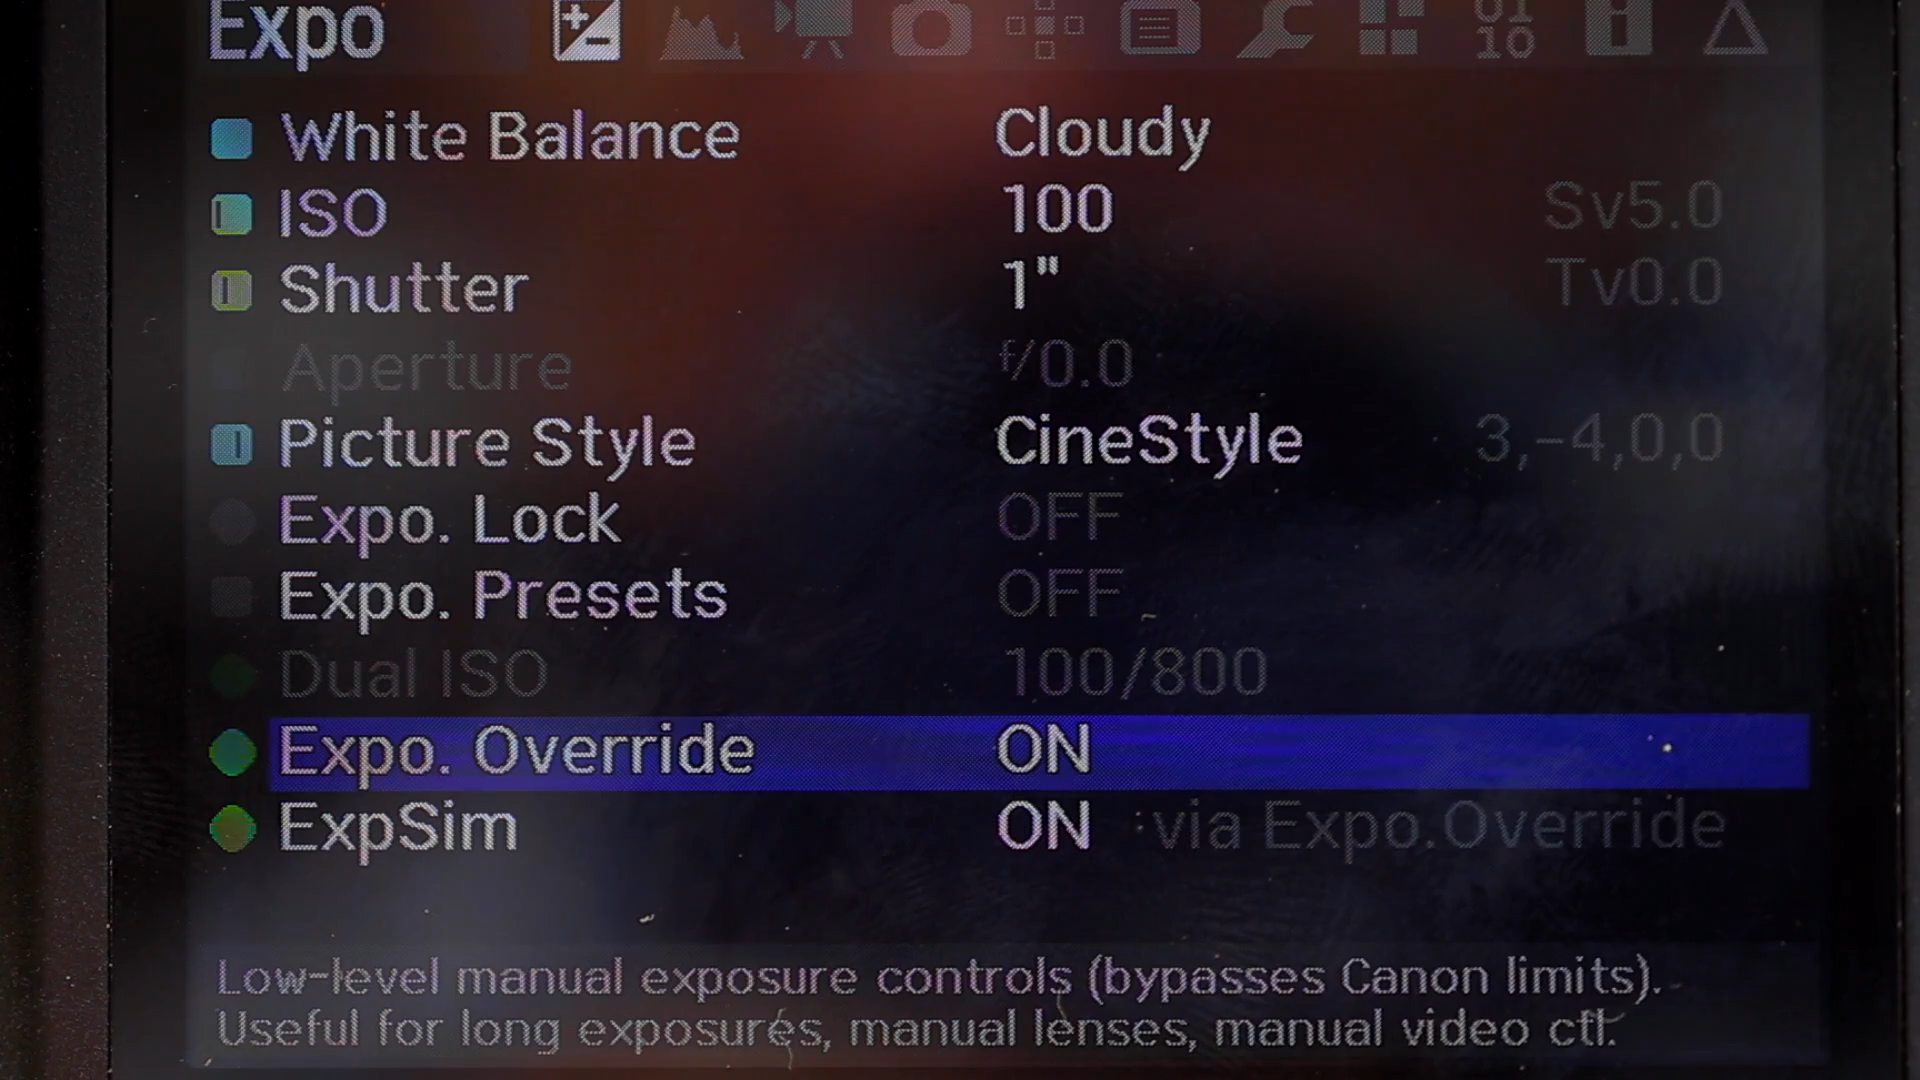 Expo 01 10
White Balance Cloudy
ISO 100 Sv5.0
Shutter 1" Tv0.0
Aperture f/0.0
Picture Style CineStyle 3,-4,0,0
Expo. Lock OFF
Expo. Presets OFF
Dual ISO 100/800
Expo. Override ON
ExpSim ON via Expo.Override
Low-level manual exposure controls (bypasses Canon limits).
Useful for long exposures, manual lenses, manual video ctl.